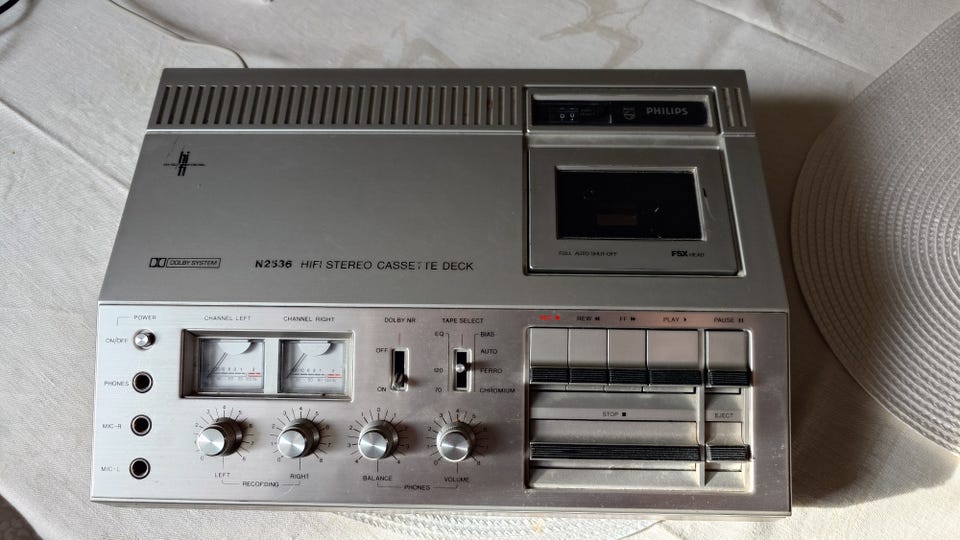 PHILIPS
hi
fi
DOLBY SYSTEM
N2536 HIFI STEREO CASSETTE DECK
FULL AUTO SHUT-OFF
FSX HEAD
POWER
CHANNEL LEFT
CHANNEL RIGHT
DOLBY NR
TAPE SELECT
REC
REW
FF
PLAY
PAUSE
ON/OFF
OFF
ON
EQ
BIAS
AUTO
120
FERRO
70
CHROMIUM
PHONES
MIC-R
MIC-L
STOP
EJECT
LEFT
RIGHT
RECORDING
BALANCE
VOLUME
PHONES